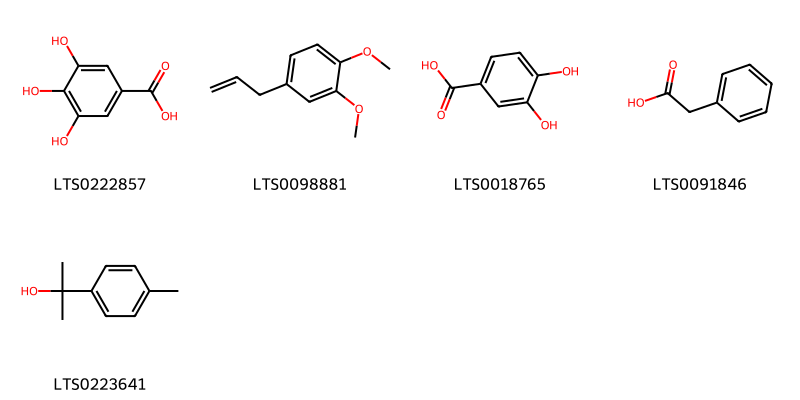 HO
HO
HO
O
OH
LTS0222857
O
O
LTS0098881
HO
O
OH
OH
LTS0018765
O
HO
LTS0091846
HO
LTS0223641